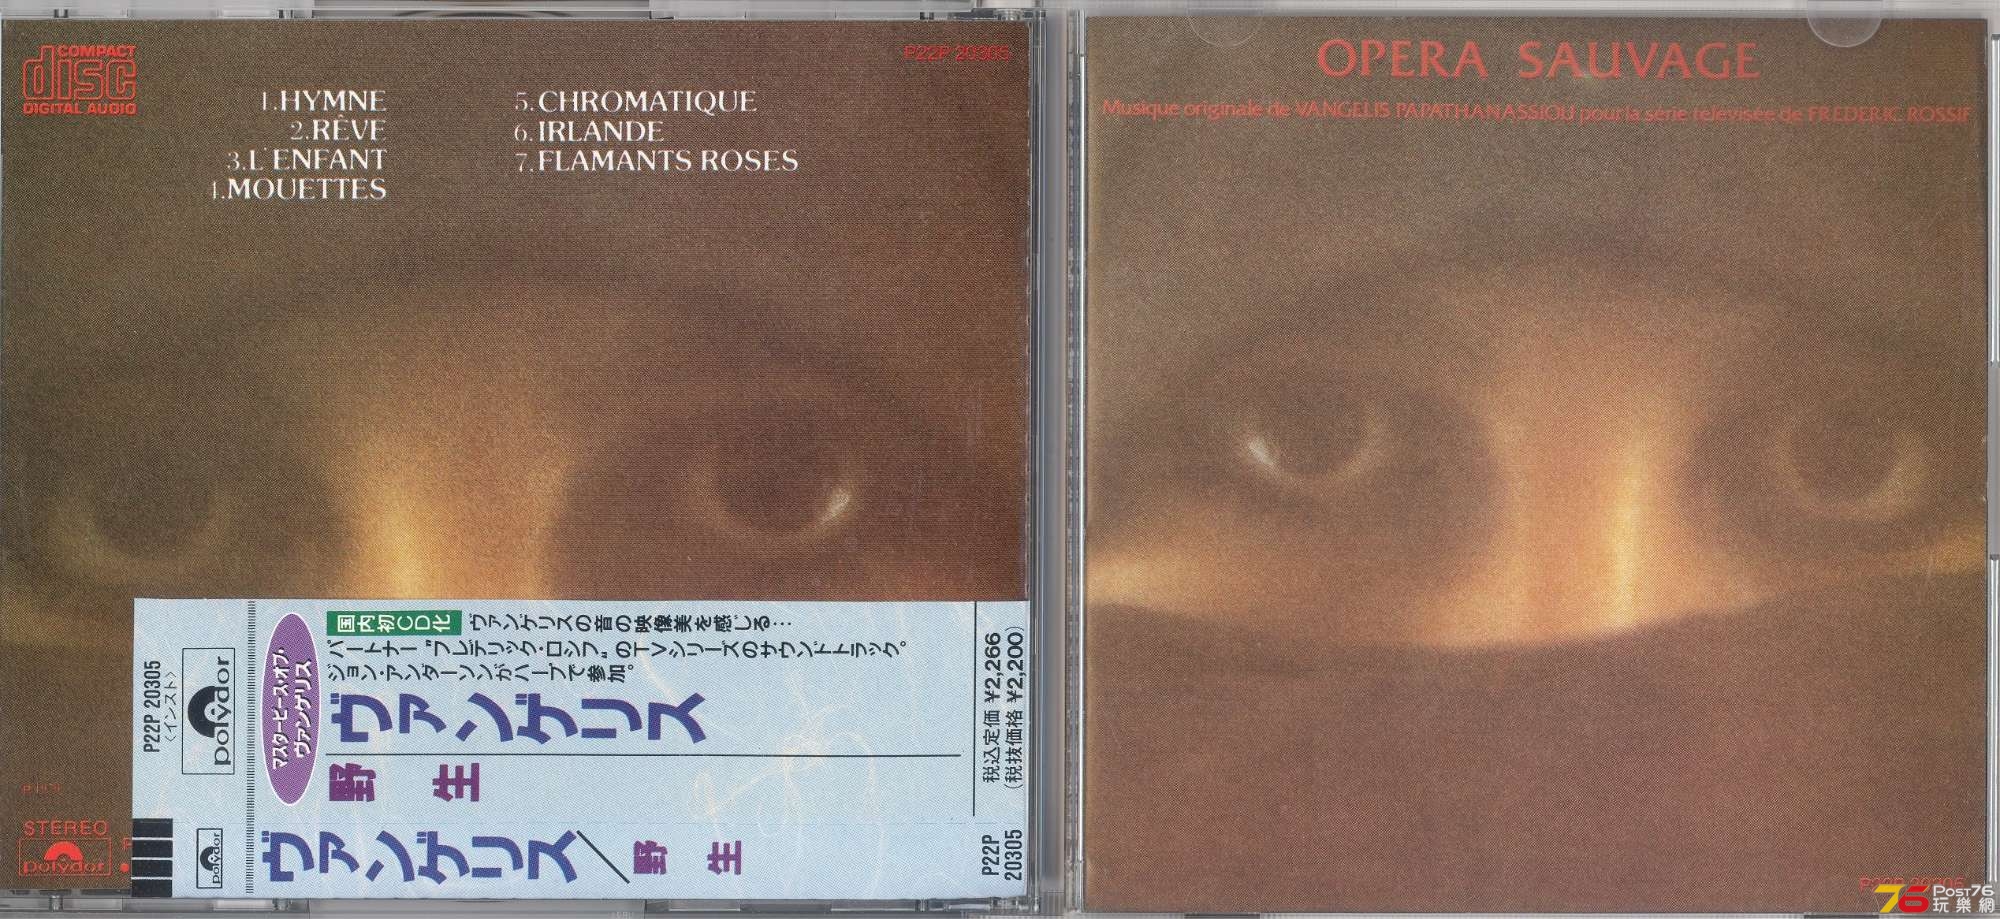 COMPACT
disc
DIGITAL AUDIO
P22P 20305
1.HYMNE
2.RÊVE
3.L'ENFANT
4.MOUETTES
5.CHROMATIQUE
6.IRLANDE
7.FLAMANTS ROSES
STEREO
polydor
P22P 20305
〈インスト〉
polydor
マスターピース・オブ・
ヴァンゲリス
国内初CD化 ヴァンゲリスの音の映像美を感じる…
パートナー“フレデリック・ロシフ”のTVシリーズのサウンドトラック。
ジョン・アンダーソンがハープで参加。
ヴァンゲリス
野生
税込定価 ¥2,266
(税抜価格 ¥2,200)
polydor
ヴァンゲリス/野生
P22P
20305
OPERA SAUVAGE
Musique originale de VANGELIS PAPATHANASSIOU pour la série télévisée de FREDERIC ROSSIF
P22P 20305
76 Post76
玩樂網